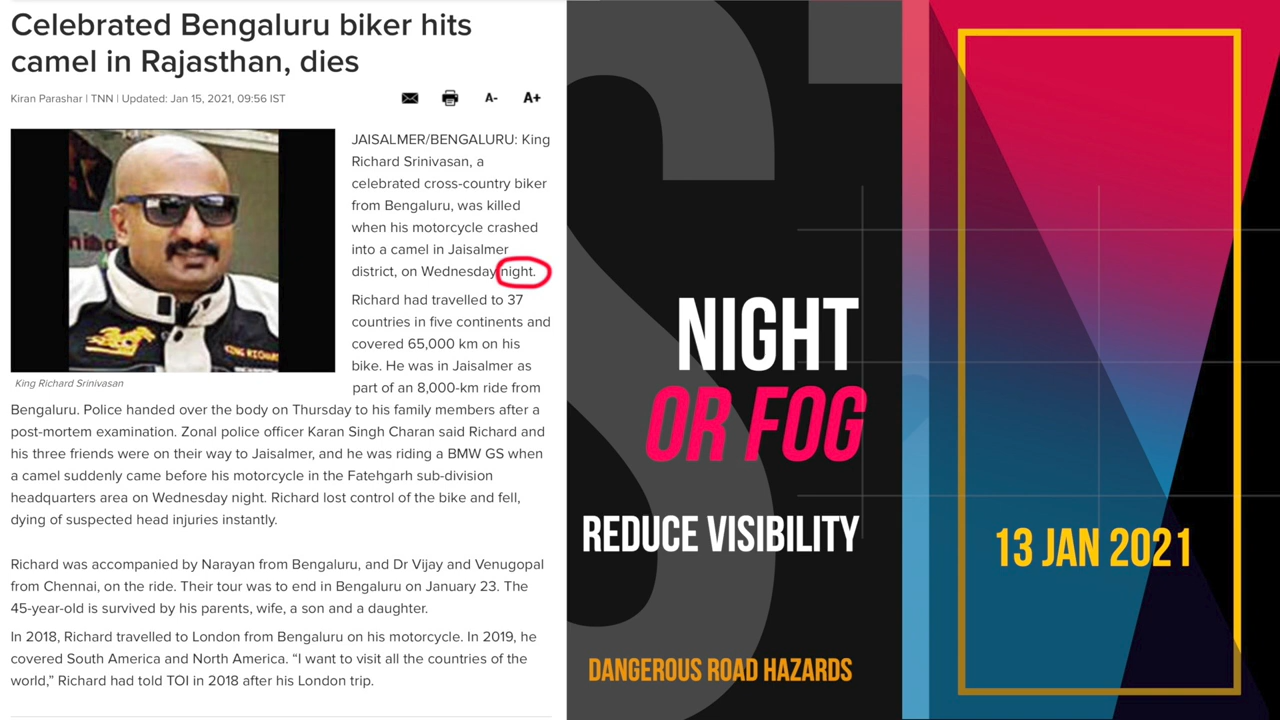 Celebrated Bengaluru biker hits
camel in Rajasthan, dies
Kiran Parashar | TNN | Updated: Jan 15, 2021, 09:56 IST
A- A+
JAISALMER/BENGALURU: King
Richard Srinivasan, a
celebrated cross-country biker
from Bengaluru, was killed
when his motorcycle crashed
into a camel in Jaisalmer
district, on Wednesday night.
Richard had travelled to 37
countries in five continents and
covered 65,000 km on his
bike. He was in Jaisalmer as
part of an 8,000-km ride from
King Richard Srinivasan
Bengaluru. Police handed over the body on Thursday to his family members after a
post-mortem examination. Zonal police officer Karan Singh Charan said Richard and
his three friends were on their way to Jaisalmer, and he was riding a BMW GS when
a camel suddenly came before his motorcycle in the Fatehgarh sub-division
headquarters area on Wednesday night. Richard lost control of the bike and fell,
dying of suspected head injuries instantly.
Richard was accompanied by Narayan from Bengaluru, and Dr Vijay and Venugopal
from Chennai, on the ride. Their tour was to end in Bengaluru on January 23. The
45-year-old is survived by his parents, wife, a son and a daughter.
In 2018, Richard travelled to London from Bengaluru on his motorcycle. In 2019, he
covered South America and North America. “I want to visit all the countries of the
world,” Richard had told TOI in 2018 after his London trip.
NIGHT
OR FOG
REDUCE VISIBILITY
DANGEROUS ROAD HAZARDS
13 JAN 2021